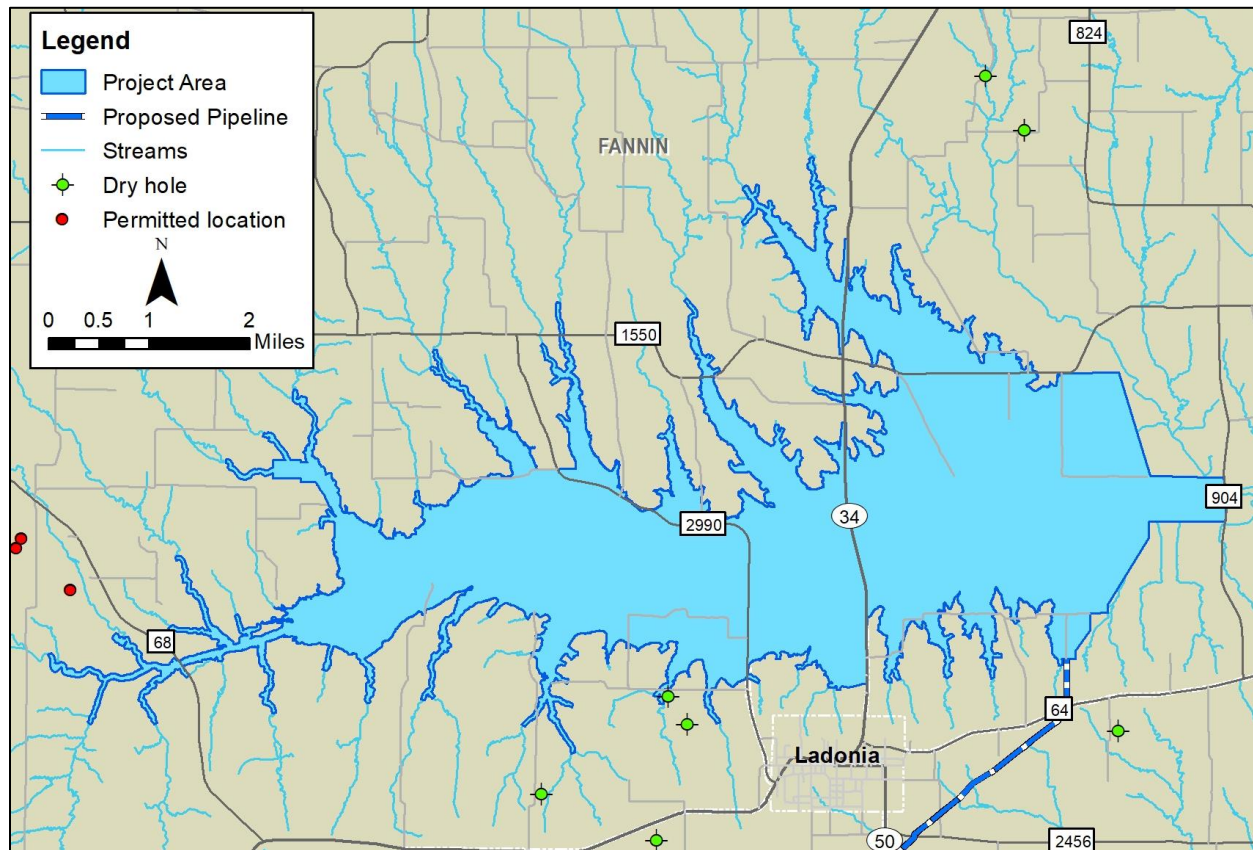 Legend
Project Area
Proposed Pipeline
Streams
Dry hole
Permitted location
N
0 0.5 1 2
Miles
824
FANNIN
1550
904
2990
34
68
64
Ladonia
50
2456